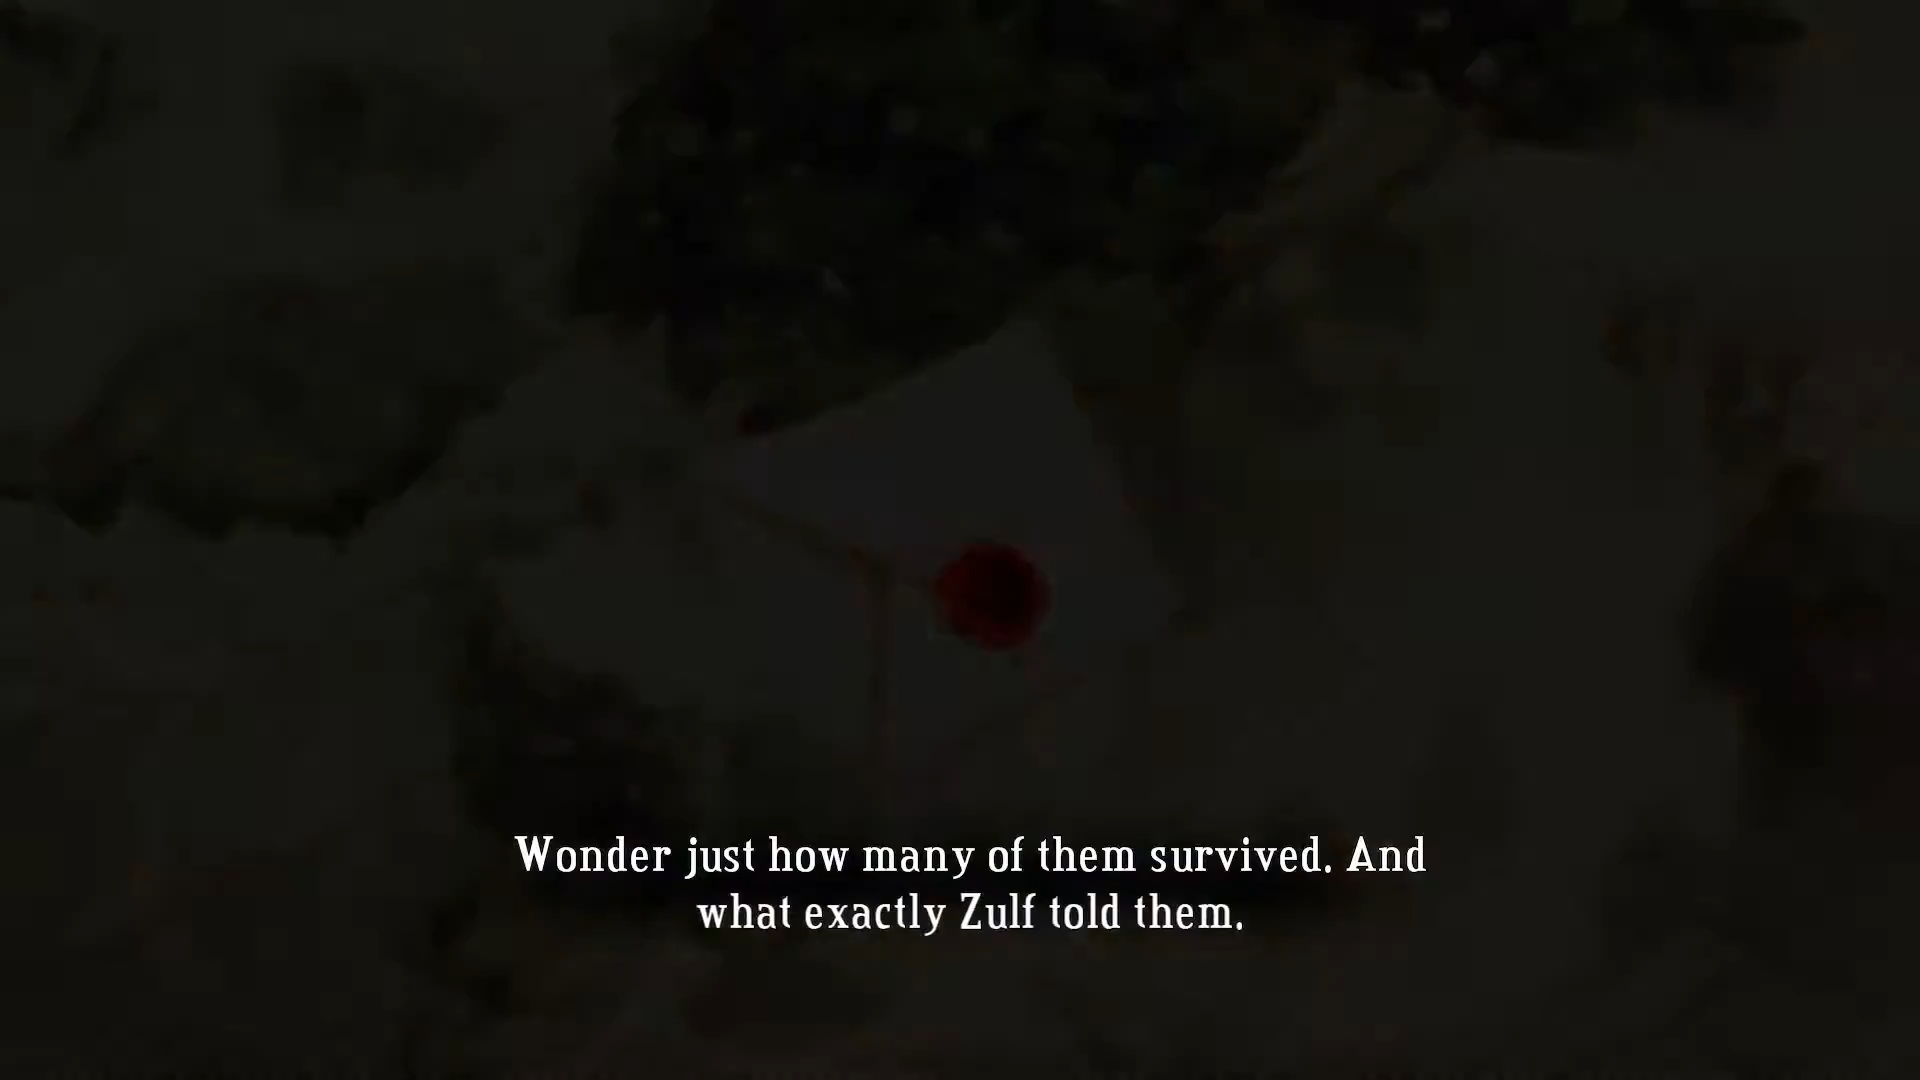 Wonder just how many of them survived. And
what exactly Zulf told them.